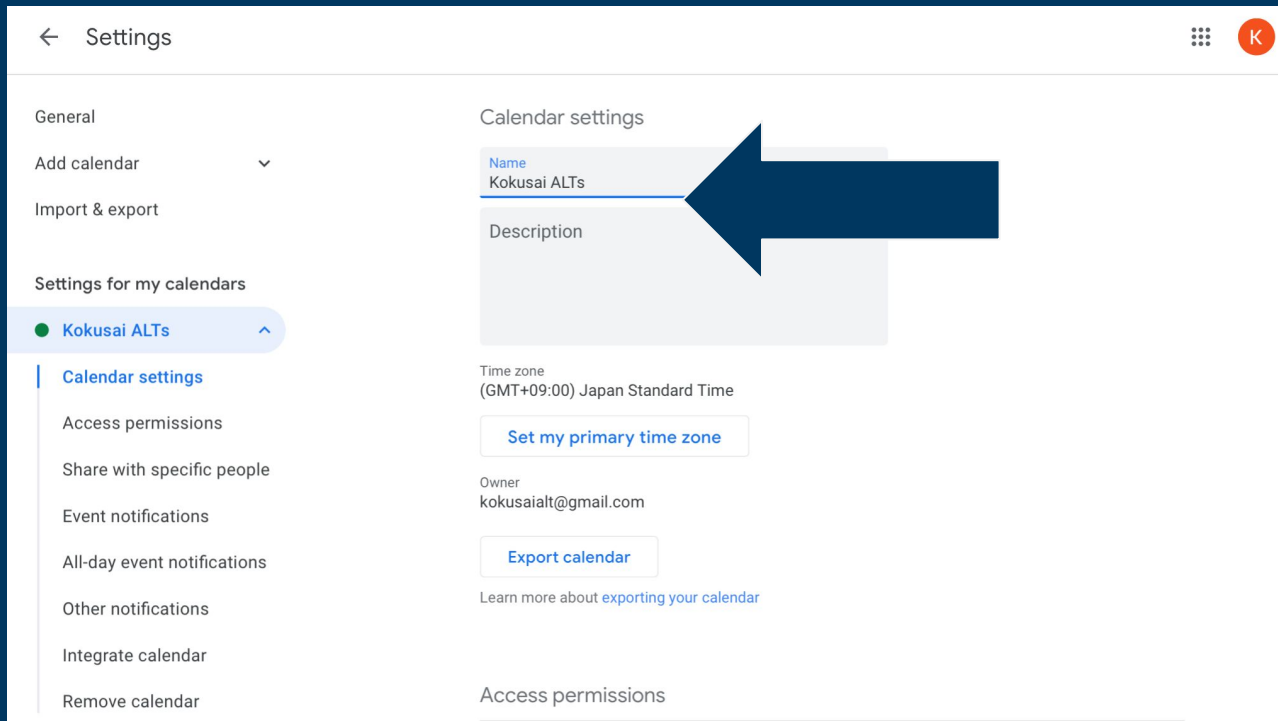 Settings
K
General
Add calendar
Import & export
Settings for my calendars
Kokusai ALTs
Calendar settings
Access permissions
Share with specific people
Event notifications
All-day event notifications
Other notifications
Integrate calendar
Remove calendar
Calendar settings
Name
Kokusai ALTs
Description
Time zone
(GMT+09:00) Japan Standard Time
Set my primary time zone
Owner
kokusaialt@gmail.com
Export calendar
Learn more about exporting your calendar
Access permissions